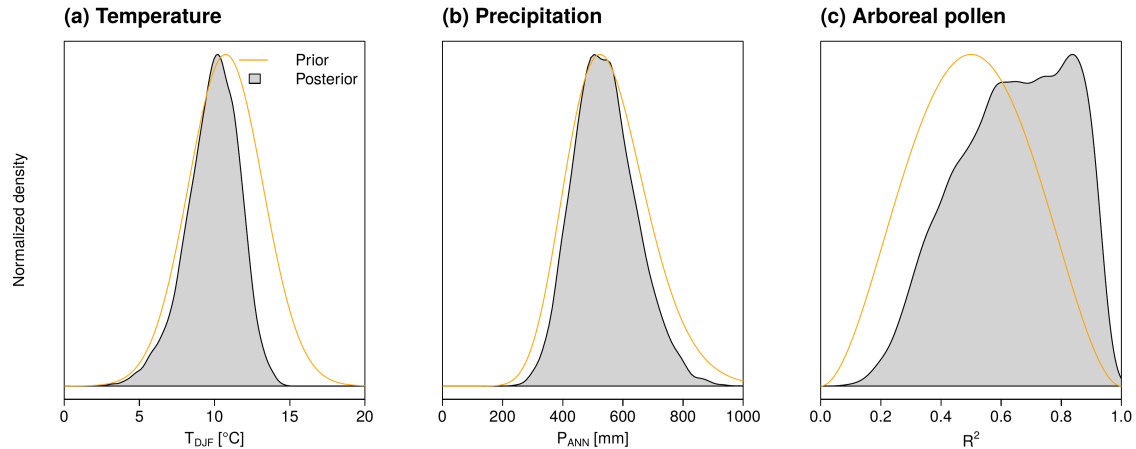 (a) Temperature
(b) Precipitation
(c) Arboreal pollen
Prior
Posterior
Normalized density
0 5 10 15 20
T_DJF [°C]
0 200 400 600 800 1000
P_ANN [mm]
0.0 0.2 0.4 0.6 0.8 1.0
R²